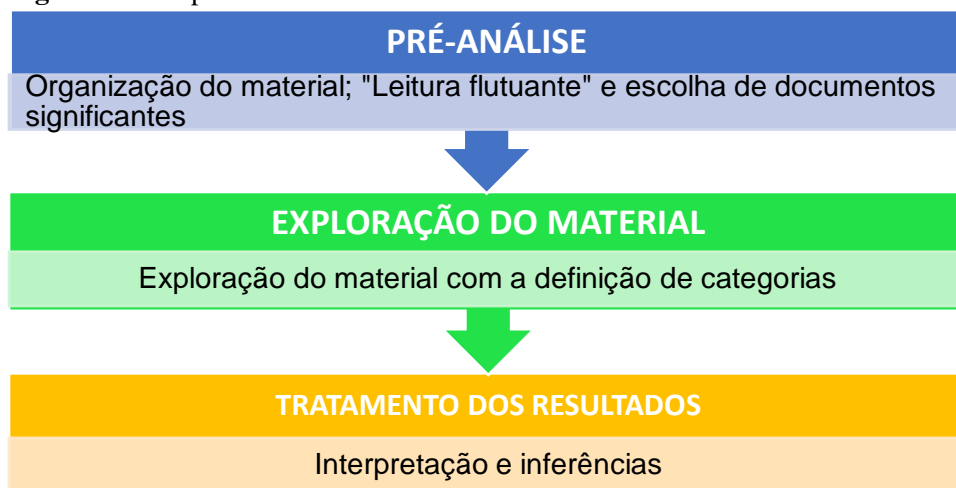 PRÉ-ANÁLISE
Organização do material; "Leitura flutuante" e escolha de documentos
significantes
EXPLORAÇÃO DO MATERIAL
Exploração do material com a definição de categorias
TRATAMENTO DOS RESULTADOS
Interpretação e inferências